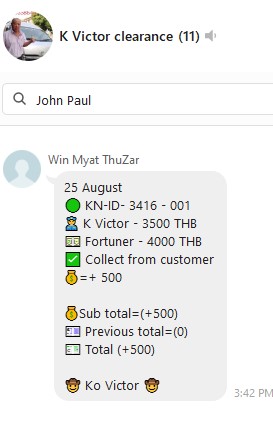 K Victor clearance (11)
John Paul
Win Myat ThuZar
25 August
🟢 KN-ID- 3416 - 001
👮 K Victor - 3500 THB
💵 Fortuner - 4000 THB
✅ Collect from customer
💰=+ 500
💰Sub total=(+500)
💶 Previous total=(0)
💵 Total (+500)
🤠 Ko Victor 🤠
3:42 PM